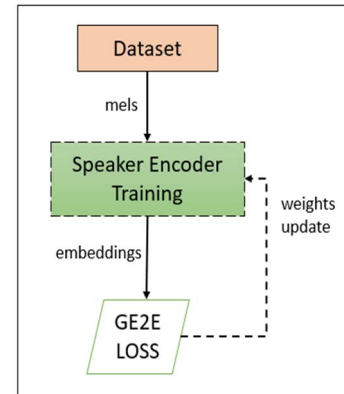 Dataset
mels
Speaker Encoder
Training
weights
update
embeddings
GE2E
LOSS